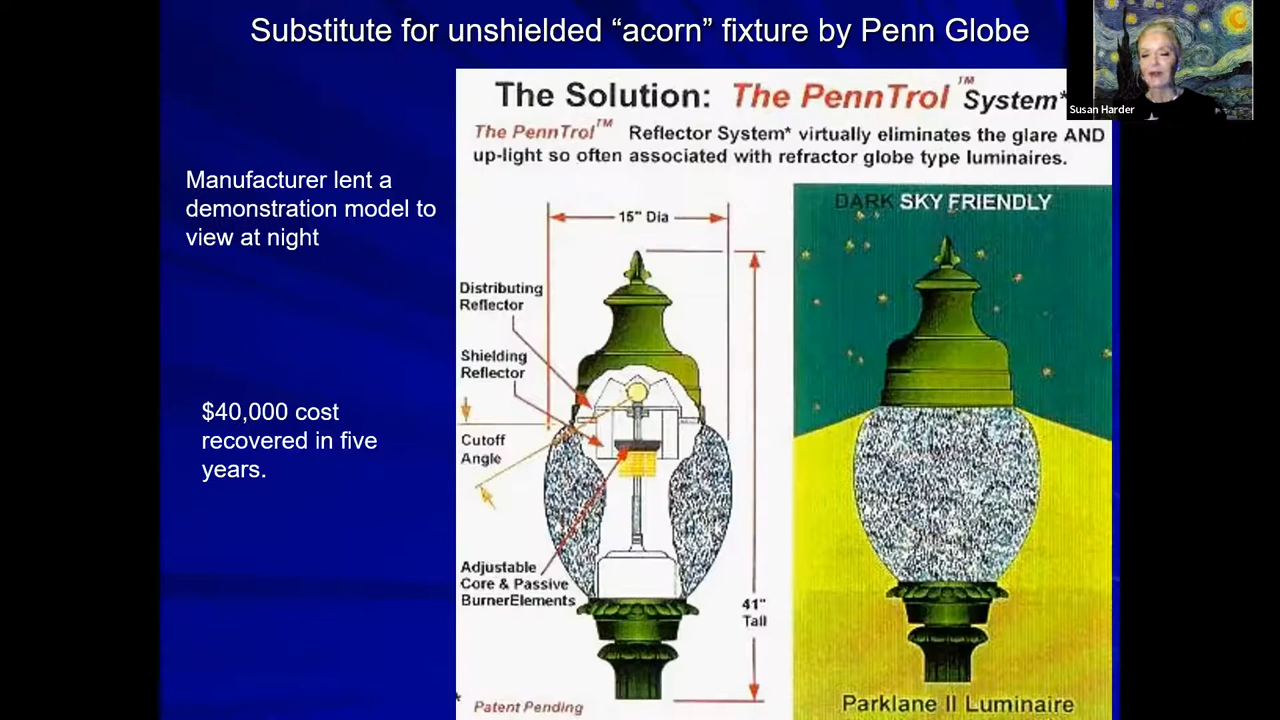 Substitute for unshielded “acorn” fixture by Penn Globe
Susan Harder
Manufacturer lent a
demonstration model to
view at night
$40,000 cost
recovered in five
years.
The Solution: The PennTrol™ System*
The PennTrol™ Reflector System* virtually eliminates the glare AND
up-light so often associated with refractor globe type luminaires.
15" Dia
Distributing
Reflector
Shielding
Reflector
Cutoff
Angle
Adjustable
Core & Passive
BurnerElements
41"
Tall
* Patent Pending
DARK SKY FRIENDLY
Parklane II Luminaire